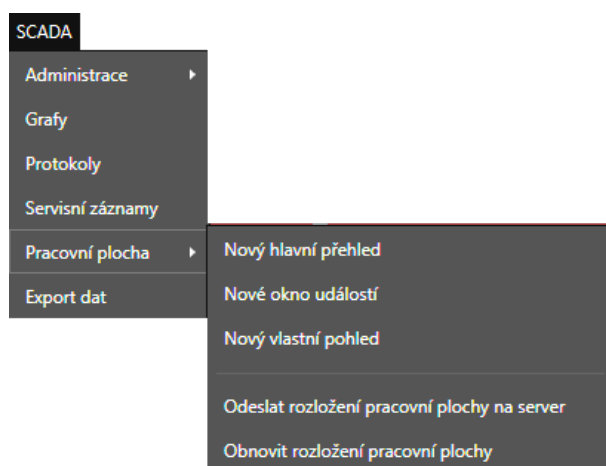 SCADA
Administrace
Grafy
Protokoly
Servisní záznamy
Pracovní plocha
Export dat
Nový hlavní přehled
Nové okno událostí
Nový vlastní pohled
Odeslat rozložení pracovní plochy na server
Obnovit rozložení pracovní plochy